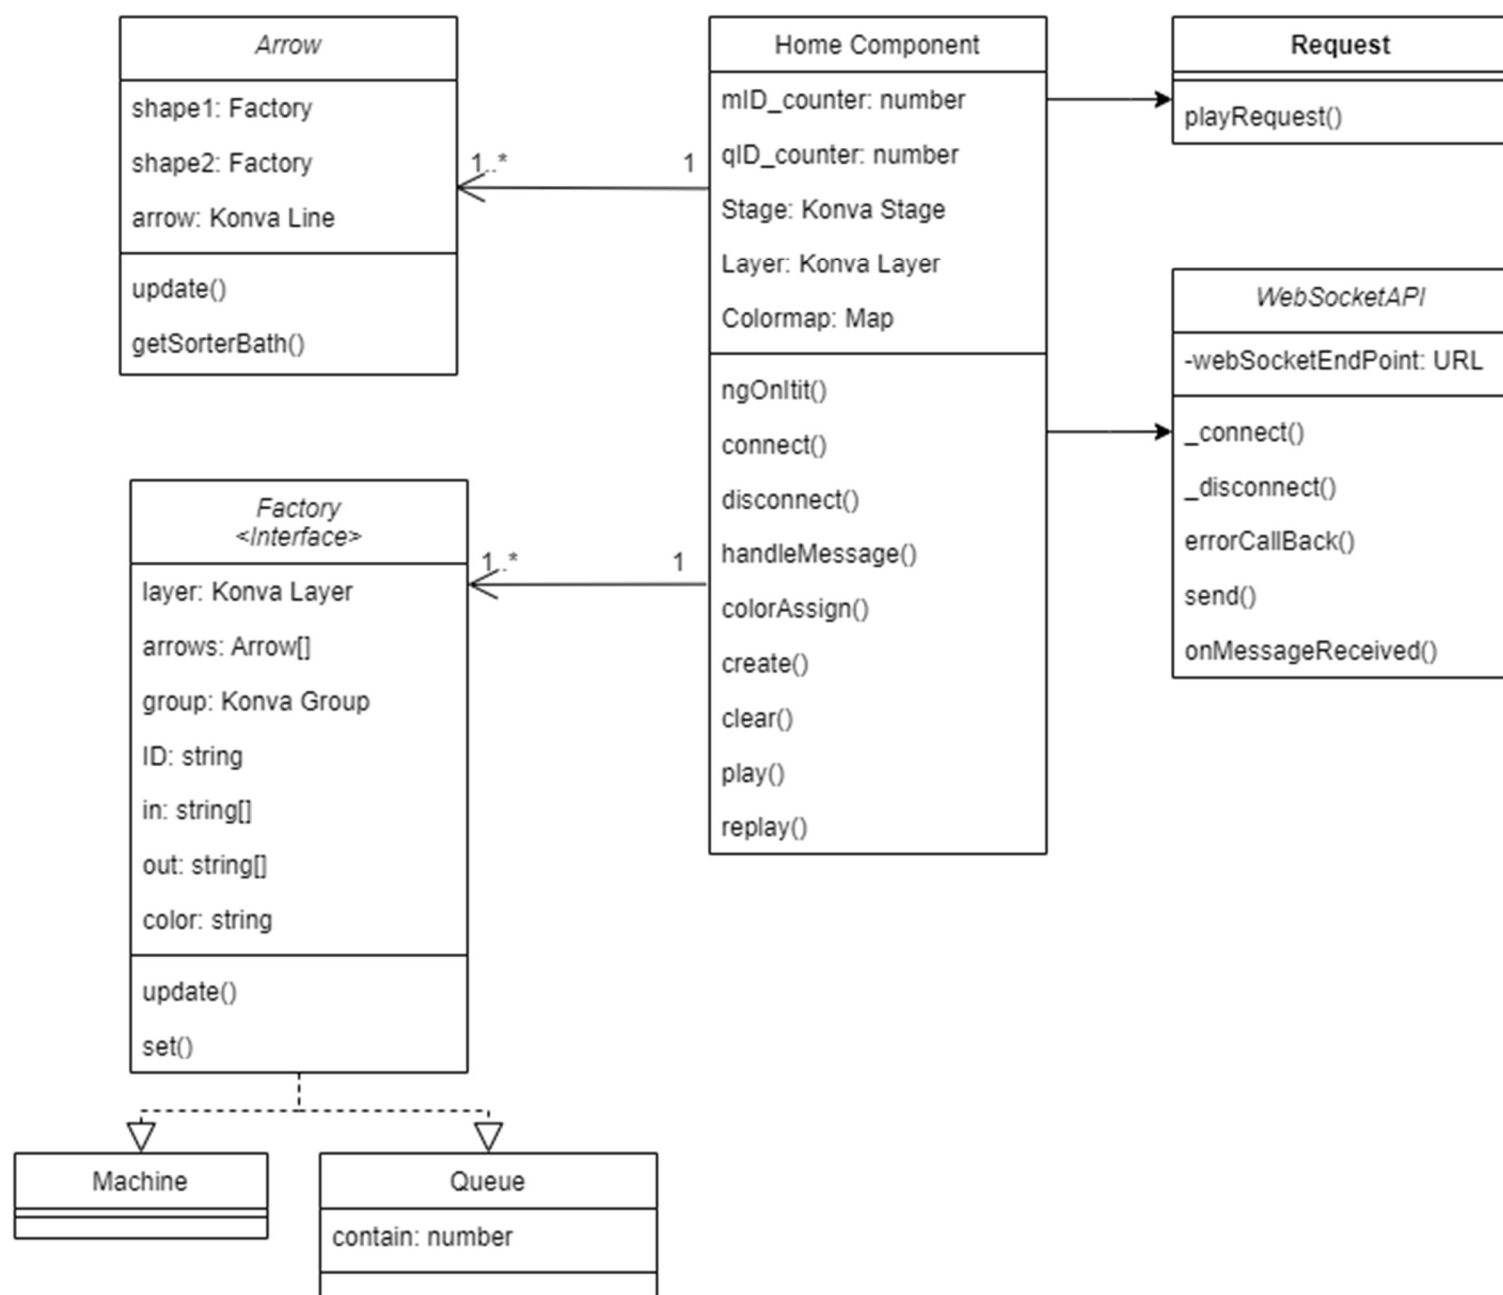 Arrow
shape1: Factory
shape2: Factory
arrow: Konva Line
update()
getSorterBath()
1..*
1
Home Component
mID_counter: number
qID_counter: number
Stage: Konva Stage
Layer: Konva Layer
Colormap: Map
ngOnItit()
connect()
disconnect()
handleMessage()
colorAssign()
create()
clear()
play()
replay()
Request
playRequest()
WebSocketAPI
-webSocketEndPoint: URL
_connect()
_disconnect()
errorCallBack()
send()
onMessageReceived()
Factory
<Interface>
layer: Konva Layer
arrows: Arrow[]
group: Konva Group
ID: string
in: string[]
out: string[]
color: string
update()
set()
1..*
1
Machine
Queue
contain: number